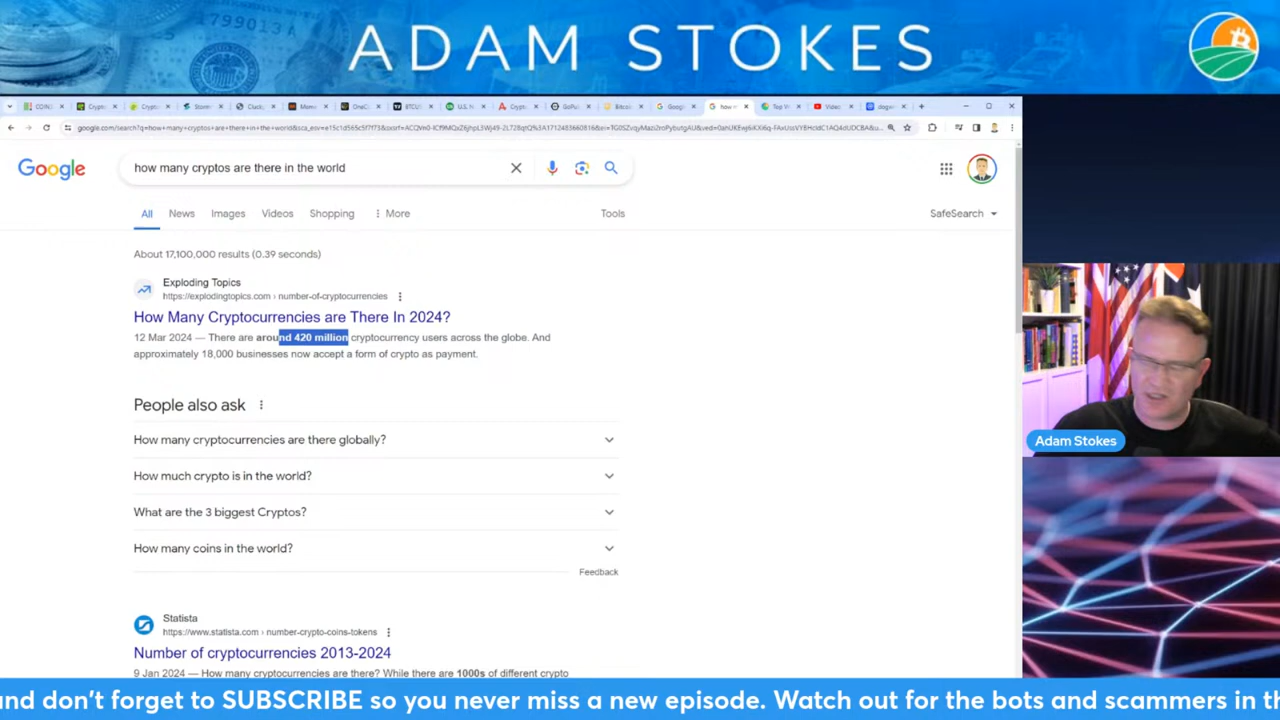 ADAM STOKES
Google
how many cryptos are there in the world
All
News
Images
Videos
Shopping
More
Tools
SafeSearch
About 17,100,000 results (0.39 seconds)
Exploding Topics
https://explodingtopics.com › number-of-cryptocurrencies
How Many Cryptocurrencies are There In 2024?
12 Mar 2024 — There are around 420 million cryptocurrency users across the globe. And
approximately 18,000 businesses now accept a form of crypto as payment.
People also ask
How many cryptocurrencies are there globally?
How much crypto is in the world?
What are the 3 biggest Cryptos?
How many coins in the world?
Feedback
Statista
https://www.statista.com › number-crypto-coins-tokens
Number of cryptocurrencies 2013-2024
9 Jan 2024 — How many cryptocurrencies are there? While there are 1000s of different crypto
Adam Stokes
and don't forget to SUBSCRIBE so you never miss a new episode. Watch out for the bots and scammers in th